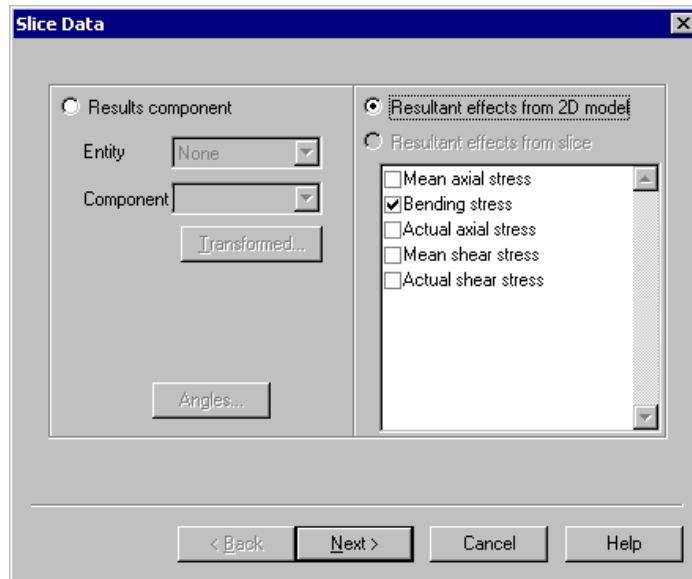 Slice Data
Results component
Entity
None
Component
Transformed...
Angles...
Resultant effects from 2D model
Resultant effects from slice
Mean axial stress
Bending stress
Actual axial stress
Mean shear stress
Actual shear stress
< Back
Next >
Cancel
Help